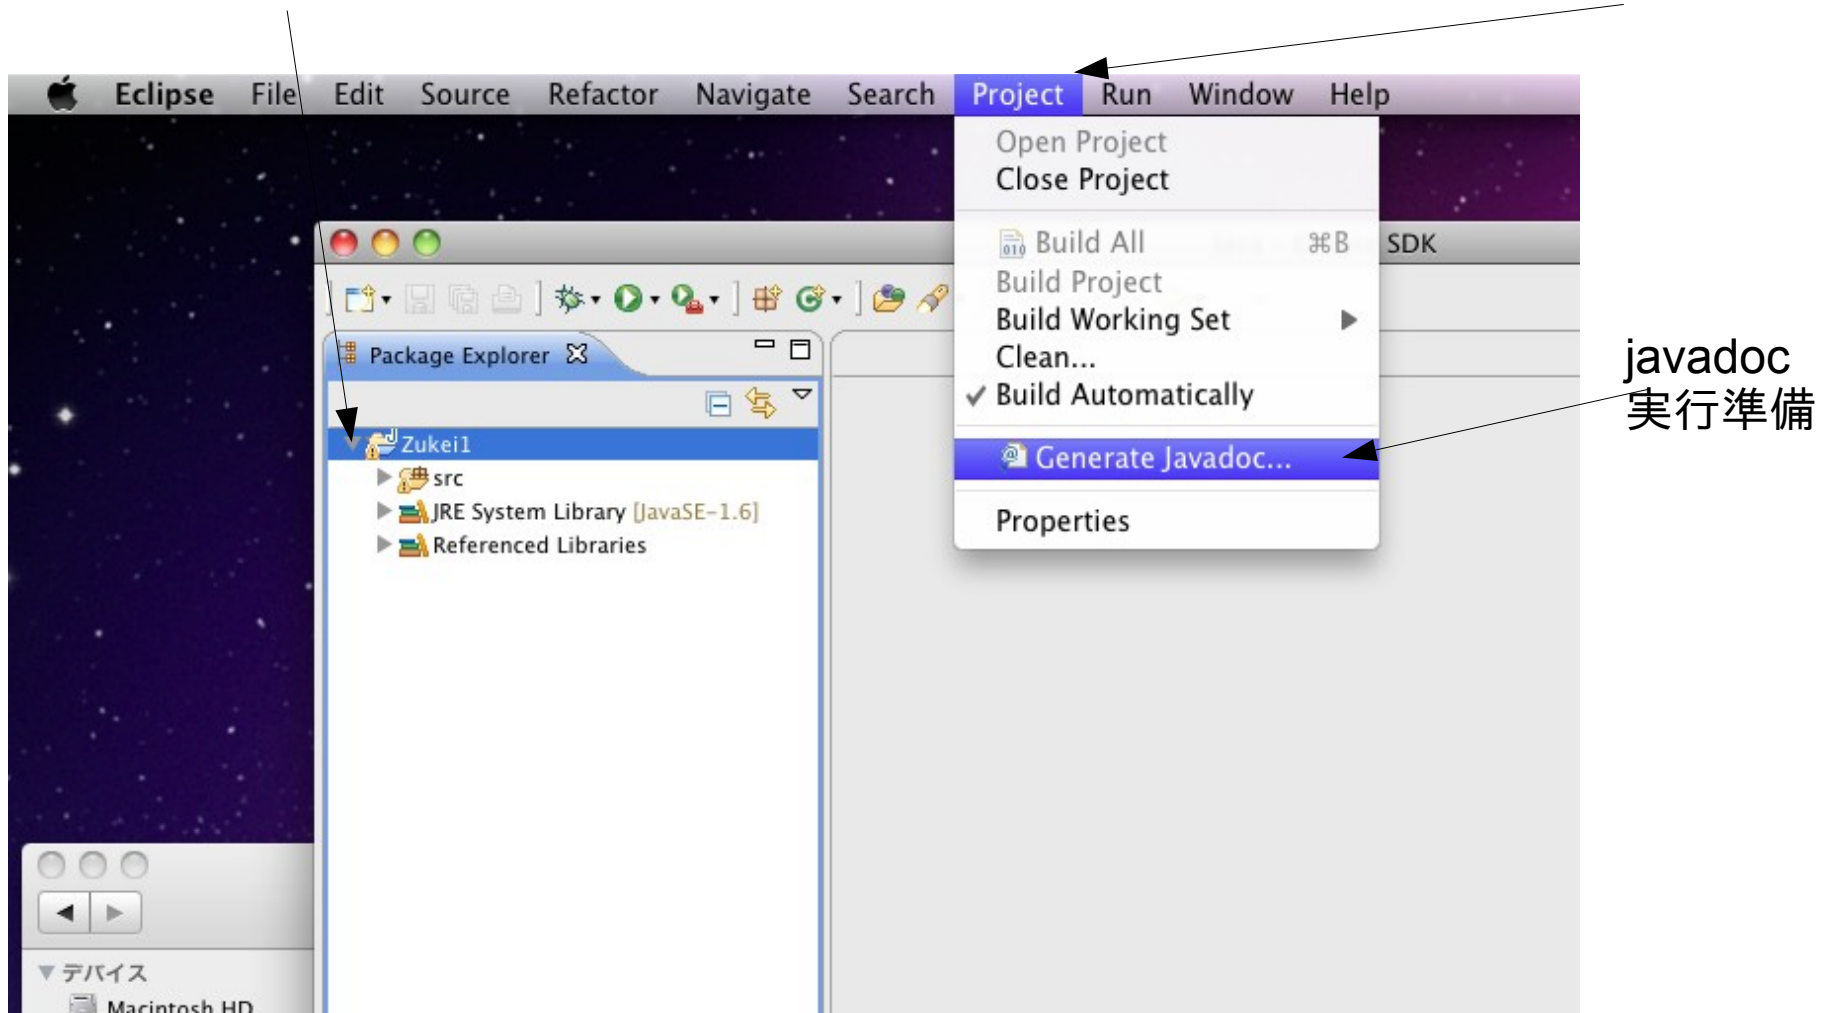 Eclipse File Edit Source Refactor Navigate Search Project Run Window Help
Open Project
Close Project
Build All ⌘B
SDK
Build Project
Build Working Set
Clean...
Build Automatically
Generate Javadoc...
Properties
Package Explorer
Zukei1
src
JRE System Library [JavaSE-1.6]
Referenced Libraries
javadoc
実行準備
デバイス
Macintosh HD